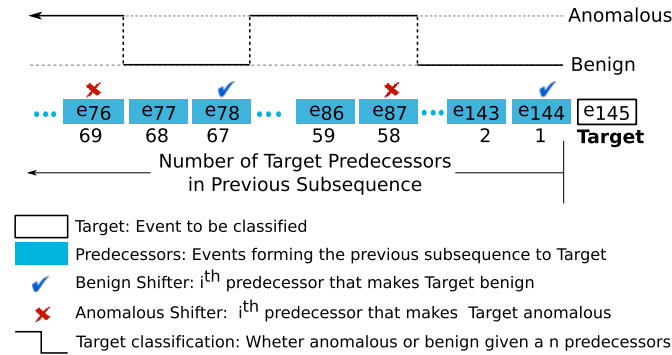 Anomalous
Benign
... e76 e77 e78 ... e86 e87 ... e143 e144 e145
69 68 67 59 58 2 1 Target
Number of Target Predecessors
in Previous Subsequence
Target: Event to be classified
Predecessors: Events forming the previous subsequence to Target
Benign Shifter: ith predecessor that makes Target benign
Anomalous Shifter: ith predecessor that makes Target anomalous
Target classification: Wheter anomalous or benign given a n predecessors